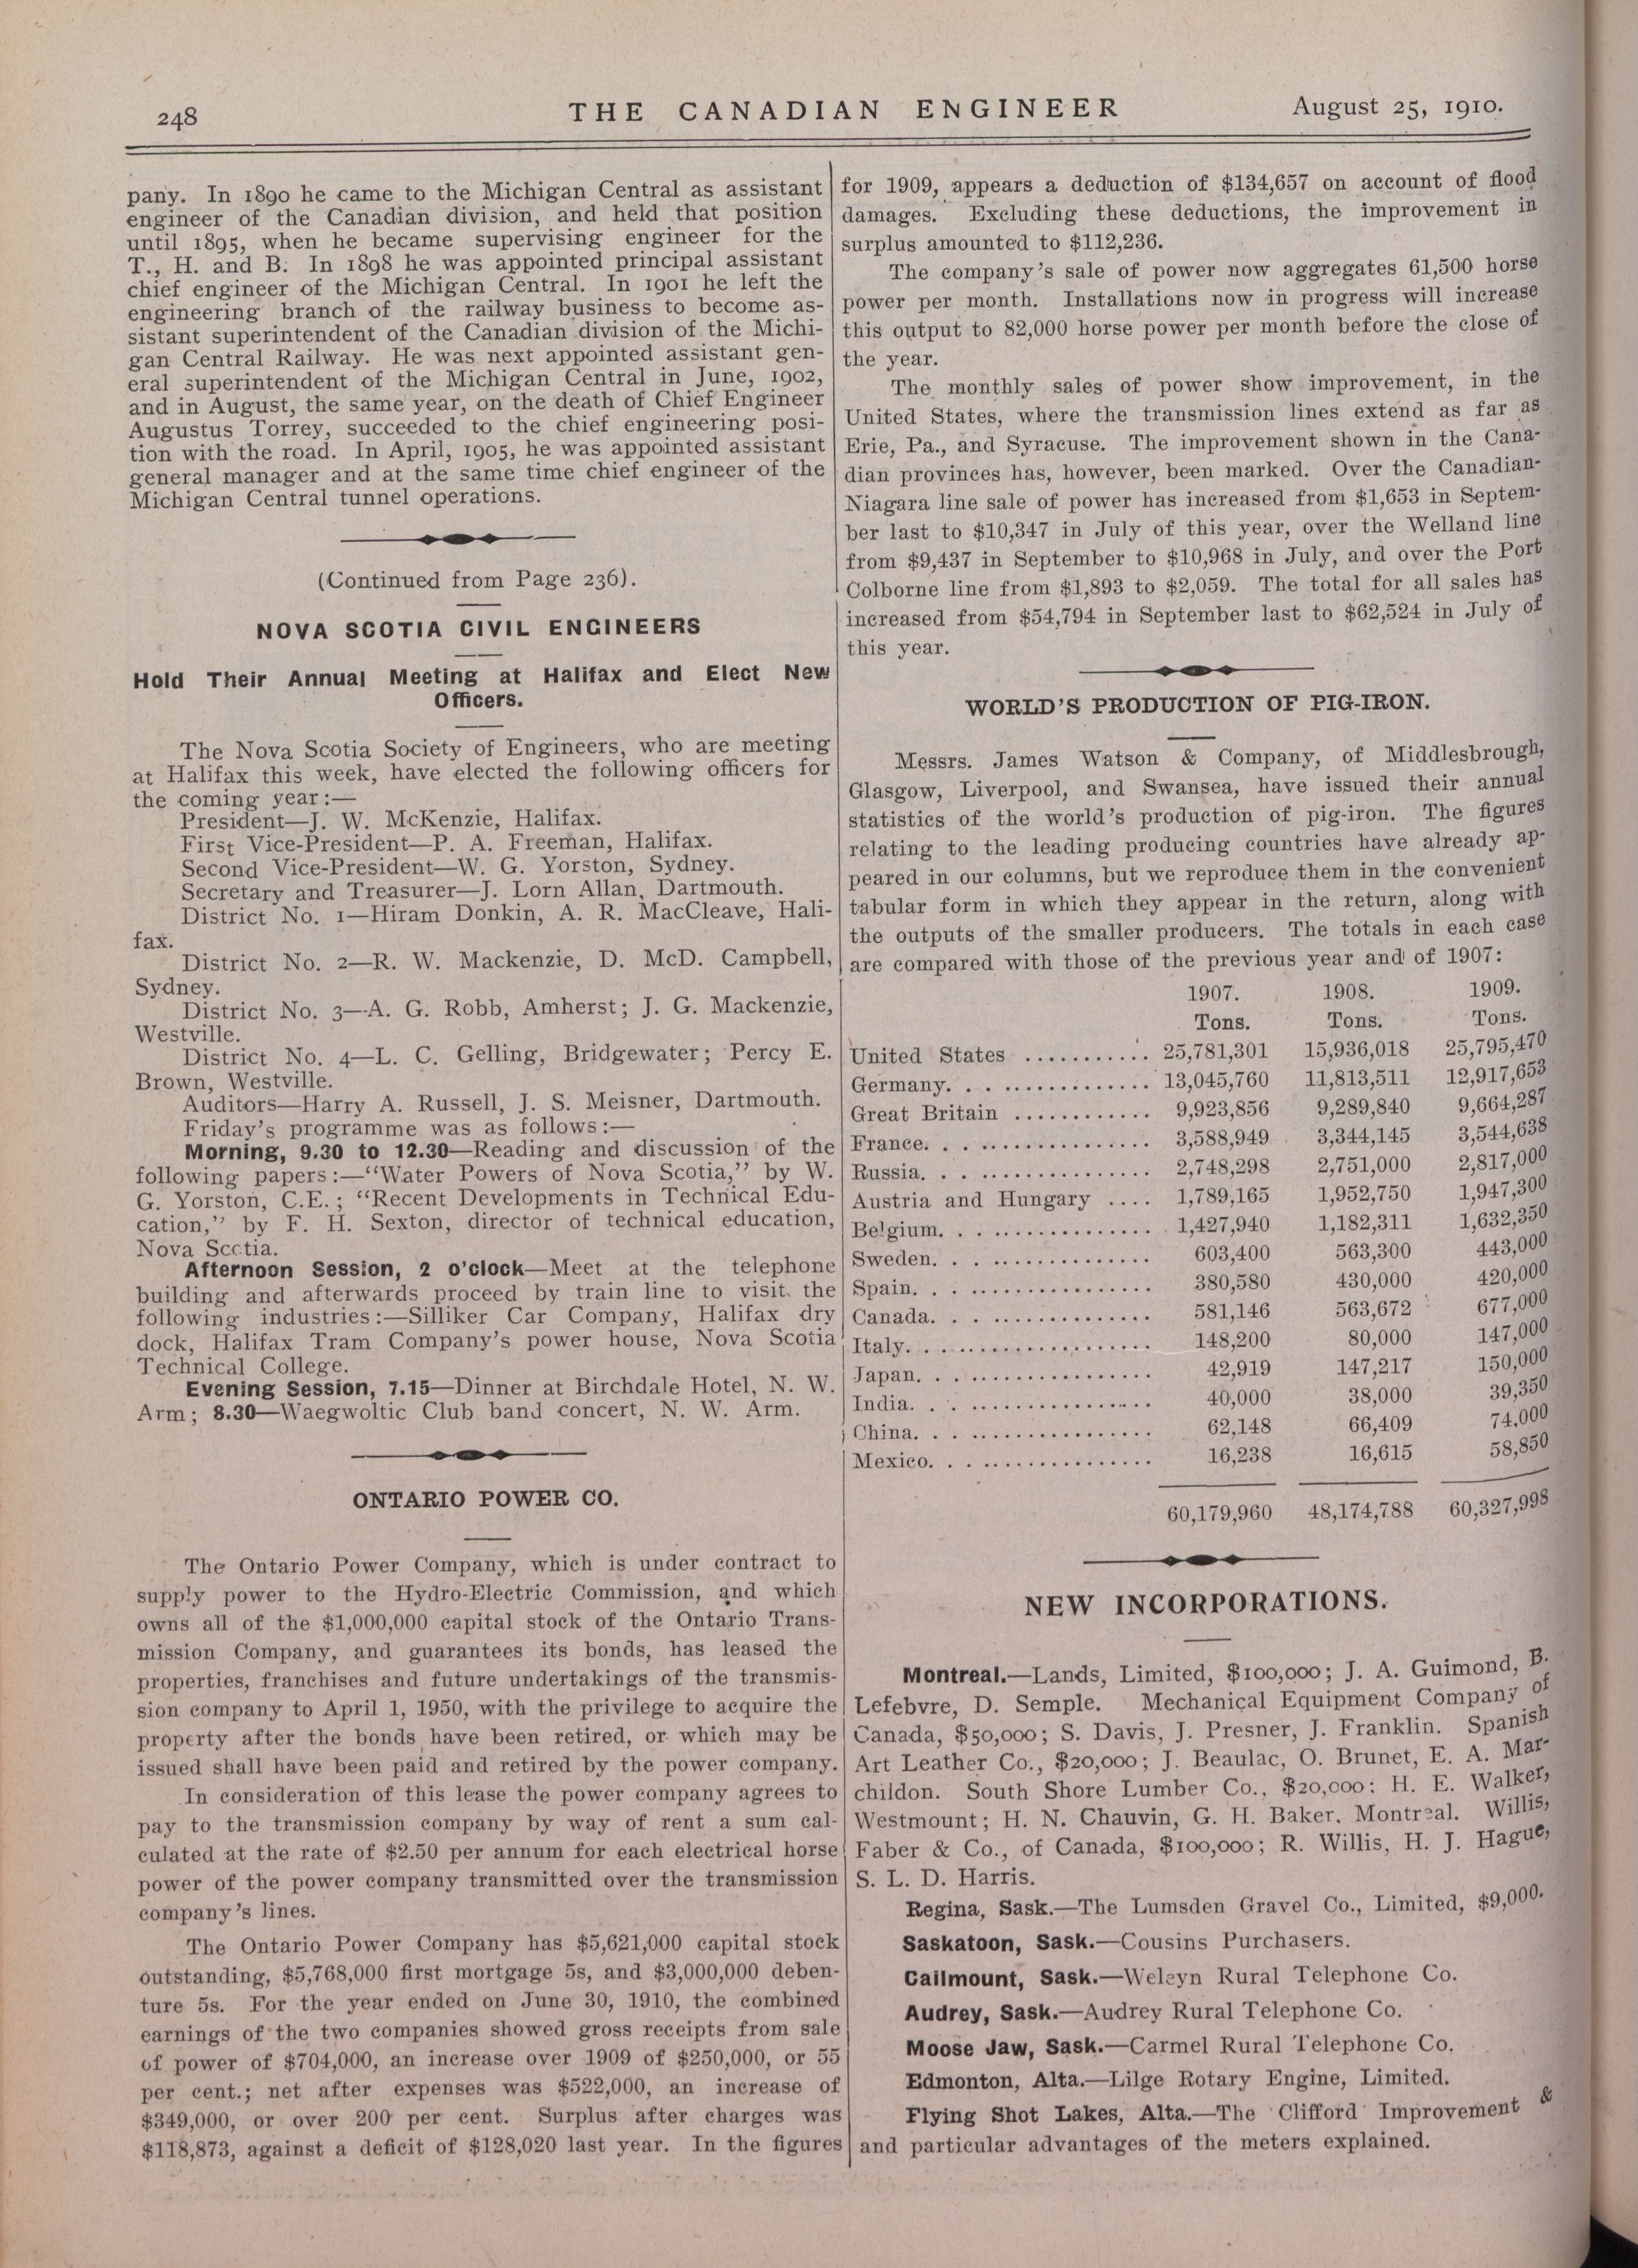 248
THE CANADIAN ENGINEER
August 25, 1910.
pany. In 1890 he came to the Michigan Central as assistant
engineer of the Canadian division, and held that position
until 1895, when he became supervising engineer for the
T., H. and B. In 1898 he was appointed principal assistant
chief engineer of the Michigan Central. In 1901 he left the
engineering branch of the railway business to become as-
sistant superintendent of the Canadian division of the Michi-
gan Central Railway. He was next appointed assistant gen-
eral superintendent of the Michigan Central in June, 1902,
and in August, the same year, on the death of Chief Engineer
Augustus Torrey, succeeded to the chief engineering posi-
tion with the road. In April, 1905, he was appointed assistant
general manager and at the same time chief engineer of the
Michigan Central tunnel operations.
(Continued from Page 236).
NOVA SCOTIA CIVIL ENGINEERS
Hold Their Annual Meeting at Halifax and Elect New
Officers.
The Nova Scotia Society of Engineers, who are meeting
at Halifax this week, have elected the following officers for
the coming year:—
President—J. W. McKenzie, Halifax.
First Vice-President—P. A. Freeman, Halifax.
Second Vice-President—W. G. Yorston, Sydney.
Secretary and Treasurer—J. Lorn Allan, Dartmouth.
District No. 1—Hiram Donkin, A. R. MacCleave, Hali-
fax.
District No. 2—R. W. Mackenzie, D. McD. Campbell,
Sydney.
District No. 3—A. G. Robb, Amherst; J. G. Mackenzie,
Westville.
District No. 4—L. C. Gelling, Bridgewater; Percy E.
Brown, Westville.
Auditors—Harry A. Russell, J. S. Meisner, Dartmouth.
Friday's programme was as follows:—
Morning, 9.30 to 12.30—Reading and discussion of the
following papers:—"Water Powers of Nova Scotia," by W.
G. Yorston, C.E.; "Recent Developments in Technical Edu-
cation," by F. H. Sexton, director of technical education,
Nova Scotia.
Afternoon Session, 2 o'clock—Meet at the telephone
building and afterwards proceed by train line to visit the
following industries:—Silliker Car Company, Halifax dry
dock, Halifax Tram Company's power house, Nova Scotia
Technical College.
Evening Session, 7.15—Dinner at Birchdale Hotel, N. W.
Arm; 8.30—Waegwoltic Club band concert, N. W. Arm.
ONTARIO POWER CO.
The Ontario Power Company, which is under contract to
supply power to the Hydro-Electric Commission, and which
owns all of the $1,000,000 capital stock of the Ontario Trans-
mission Company, and guarantees its bonds, has leased the
properties, franchises and future undertakings of the transmis-
sion company to April 1, 1950, with the privilege to acquire the
property after the bonds have been retired, or which may be
issued shall have been paid and retired by the power company.
In consideration of this lease the power company agrees to
pay to the transmission company by way of rent a sum cal-
culated at the rate of $2.50 per annum for each electrical horse
power of the power company transmitted over the transmission
company's lines.
The Ontario Power Company has $5,621,000 capital stock
outstanding, $5,768,000 first mortgage 5s, and $3,000,000 deben-
ture 5s. For the year ended on June 30, 1910, the combined
earnings of the two companies showed gross receipts from sale
of power of $704,000, an increase over 1909 of $250,000, or 55
per cent.; net after expenses was $522,000, an increase of
$349,000, or over 200 per cent. Surplus after charges was
$118,873, against a deficit of $128,020 last year. In the figures
for 1909, appears a deduction of $134,657 on account of flood
damages. Excluding these deductions, the improvement in
surplus amounted to $112,236.
The company's sale of power now aggregates 61,500 horse
power per month. Installations now in progress will increase
this output to 82,000 horse power per month before the close of
the year.
The monthly sales of power show improvement, in the
United States, where the transmission lines extend as far as
Erie, Pa., and Syracuse. The improvement shown in the Cana-
dian provinces has, however, been marked. Over the Canadian-
Niagara line sale of power has increased from $1,653 in Septem-
ber last to $10,347 in July of this year, over the Welland line
from $9,437 in September to $10,968 in July, and over the Port
Colborne line from $1,893 to $2,059. The total for all sales has
increased from $54,794 in September last to $62,524 in July of
this year.
WORLD'S PRODUCTION OF PIG-IRON.
Messrs. James Watson & Company, of Middlesbrough,
Glasgow, Liverpool, and Swansea, have issued their annual
statistics of the world's production of pig-iron. The figures
relating to the leading producing countries have already ap-
peared in our columns, but we reproduce them in the convenient
tabular form in which they appear in the return, along with
the outputs of the smaller producers. The totals in each case
are compared with those of the previous year and of 1907:
1907. 1908. 1909.
Tons. Tons. Tons.
United States ........... 25,781,301 15,936,018 25,795,470
Germany. . . ............. 13,045,760 11,813,511 12,917,653
Great Britain ............ 9,923,856 9,289,840 9,664,287
France. . . ............... 3,588,949 3,344,145 3,544,638
Russia. . . ............... 2,748,298 2,751,000 2,817,000
Austria and Hungary .... 1,789,165 1,952,750 1,947,300
Belgium. . . .............. 1,427,940 1,182,311 1,632,350
Sweden. . . ............... 603,400 563,300 443,000
Spain. . . ................ 380,580 430,000 420,000
Canada. . . ............... 581,146 563,672 677,000
Italy. . . .................. 148,200 80,000 147,000
Japan. . . ................ 42,919 147,217 150,000
India. . . ................ 40,000 38,000 39,350
China. . . ................ 62,148 66,409 74,000
Mexico. . . ............... 16,238 16,615 58,850
60,179,960 48,174,788 60,327,998
NEW INCORPORATIONS.
Montreal.—Lands, Limited, $100,000; J. A. Guimond, B.
Lefebvre, D. Semple. Mechanical Equipment Company of
Canada, $50,000; S. Davis, J. Presner, J. Franklin. Spanish
Art Leather Co., $20,000; J. Beaulac, O. Brunet, E. A. Mar-
childon. South Shore Lumber Co., $20,000: H. E. Walker,
Westmount; H. N. Chauvin, G. H. Baker, Montreal. Willis,
Faber & Co., of Canada, $100,000; R. Willis, H. J. Hague,
S. L. D. Harris.
Regina, Sask.—The Lumsden Gravel Co., Limited, $9,000.
Saskatoon, Sask.—Cousins Purchasers.
Cailmount, Sask.—Welsyn Rural Telephone Co.
Audrey, Sask.—Audrey Rural Telephone Co.
Moose Jaw, Sask.—Carmel Rural Telephone Co.
Edmonton, Alta.—Lilge Rotary Engine, Limited.
Flying Shot Lakes, Alta.—The Clifford Improvement &
and particular advantages of the meters explained.